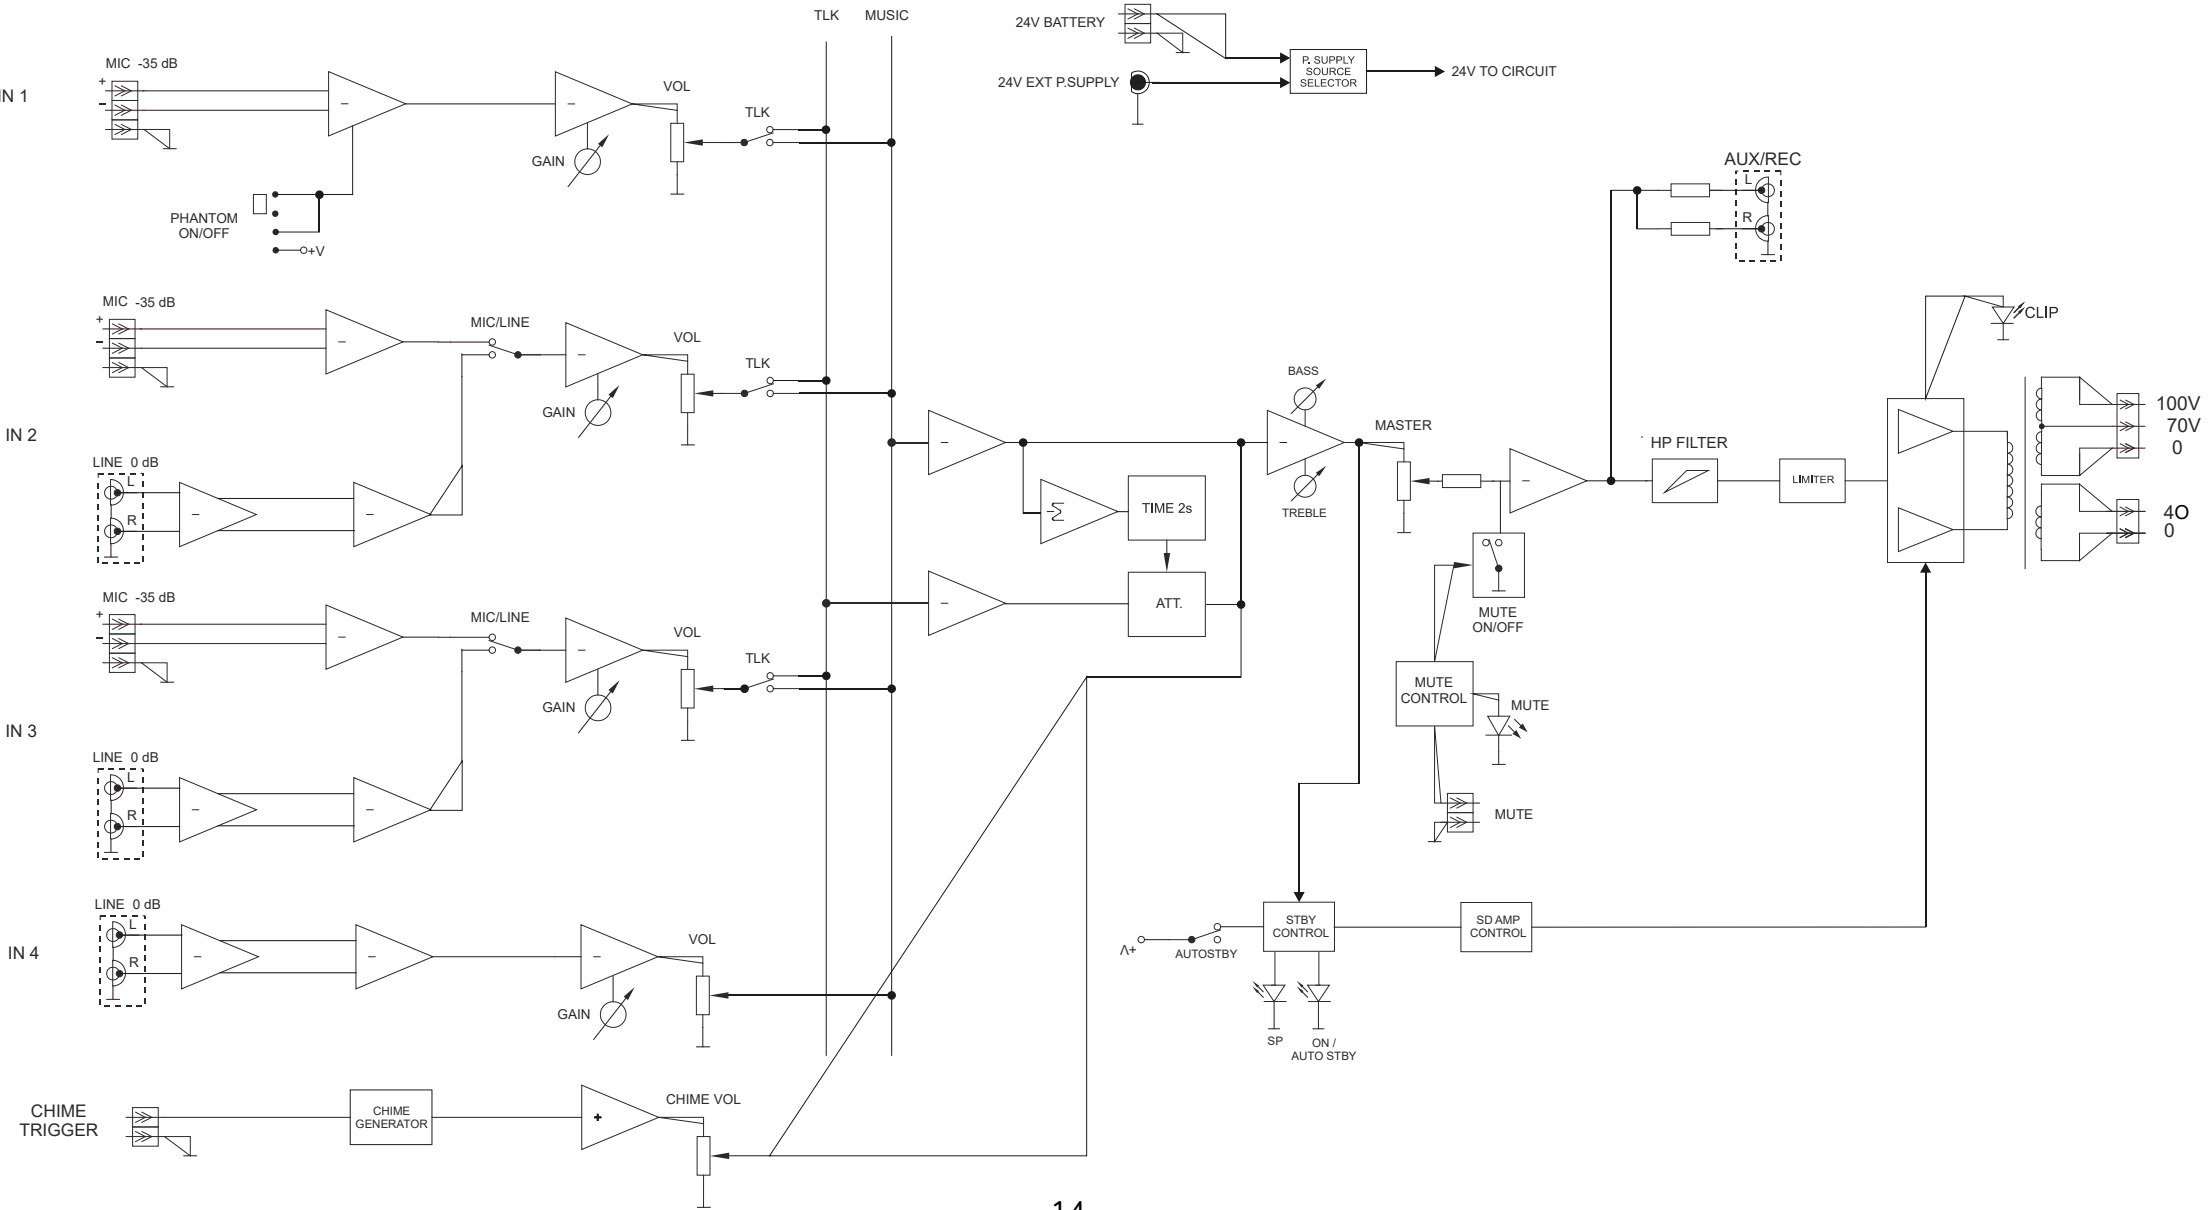 TLK MUSIC
24V BATTERY
24V EXT P.SUPPLY
P. SUPPLY
SOURCE
SELECTOR
24V TO CIRCUIT
IN 1
MIC -35 dB
+
−
−
−
GAIN
VOL
TLK
PHANTOM
ON/OFF
+V
AUX/REC
L
R
IN 2
MIC -35 dB
+
−
−
MIC/LINE
−
GAIN
VOL
TLK
LINE 0 dB
L
R
−
−
IN 3
MIC -35 dB
+
−
−
MIC/LINE
−
GAIN
VOL
TLK
LINE 0 dB
L
R
−
−
IN 4
LINE 0 dB
L
R
−
−
−
GAIN
VOL
CHIME
TRIGGER
CHIME
GENERATOR
+
CHIME VOL
−
−Σ
TIME 2s
−
ATT.
BASS
−
TREBLE
MASTER
−
MUTE
ON/OFF
MUTE
CONTROL
MUTE
MUTE
HP FILTER
LIMITER
CLIP
100V
70V
0
4O
0
Λ+
AUTOSTBY
STBY
CONTROL
SD AMP
CONTROL
SP
ON /
AUTO STBY
14